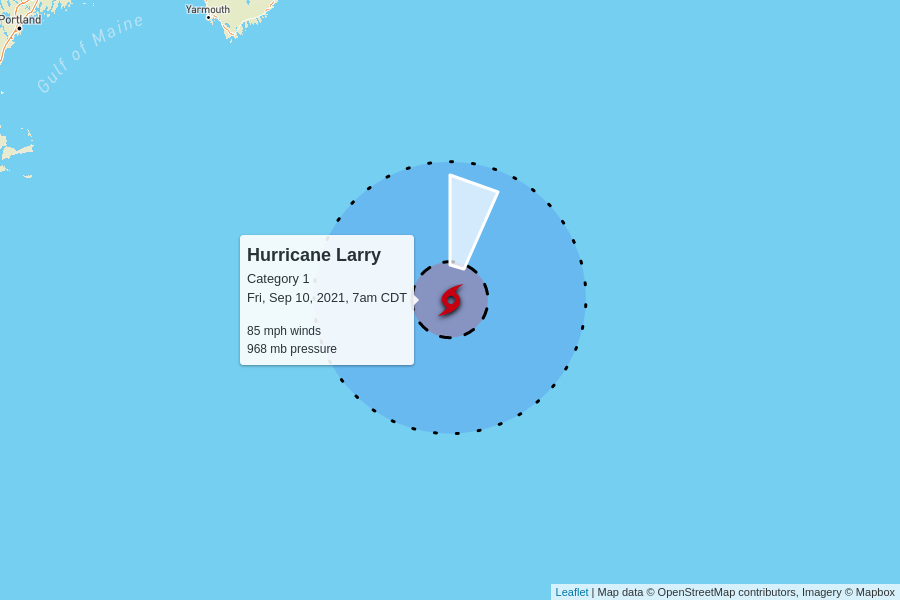 Yarmouth
Portland
Gulf of Maine
Hurricane Larry
Category 1
Fri, Sep 10, 2021, 7am CDT
85 mph winds
968 mb pressure
Leaflet | Map data © OpenStreetMap contributors, Imagery © Mapbox